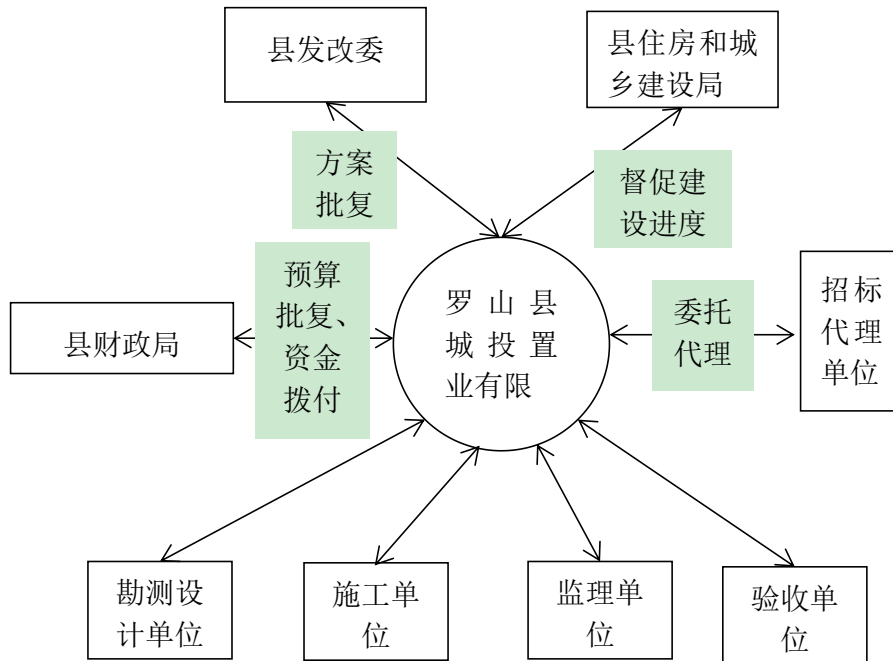 县发改委
县住房和城
乡建设局
方案
批复
督促建
设进度
预算
批复、
资金
拨付
县财政局
罗山县
城投置
业有限
委托
代理
招标
代理
单位
勘测设
计单位
施工单
位
监理单
位
验收单
位